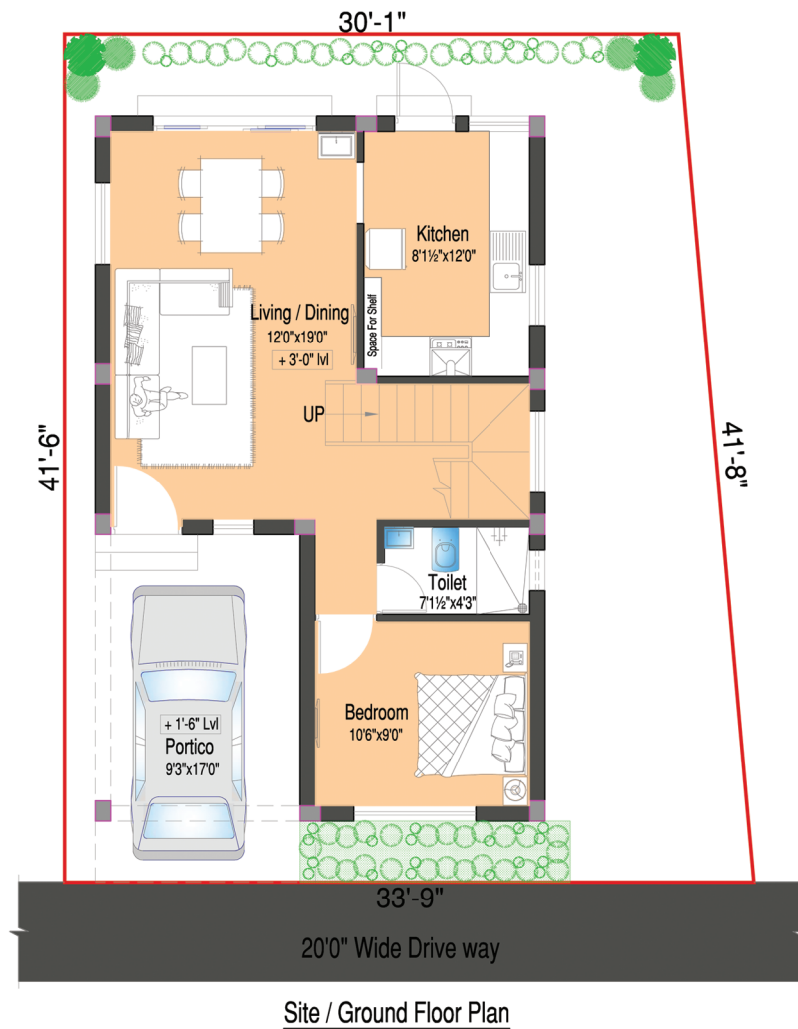 30'-1"
Kitchen
8'1½"x12'0"
Space For Shelf
Living / Dining
12'0"x19'0"
+ 3'-0" lvl
UP
41'-6"
41'-8"
Toilet
7'1½"x4'3"
Bedroom
10'6"x9'0"
+ 1'-6" Lvl
Portico
9'3"x17'0"
33'-9"
20'0" Wide Drive way
Site / Ground Floor Plan